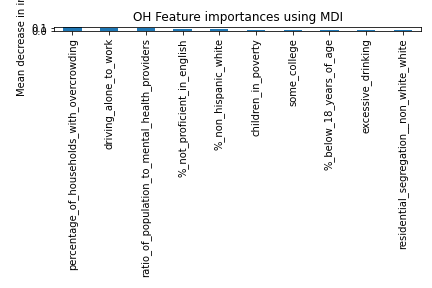 OH Feature importances using MDI
Mean decrease in i
0.1
0.0
percentage_of_households_with_overcrowding
driving_alone_to_work
ratio_of_population_to_mental_health_providers
%_not_proficient_in_english
%_non_hispanic_white
children_in_poverty
some_college
%_below_18_years_of_age
excessive_drinking
residential_segregation__non_white_white